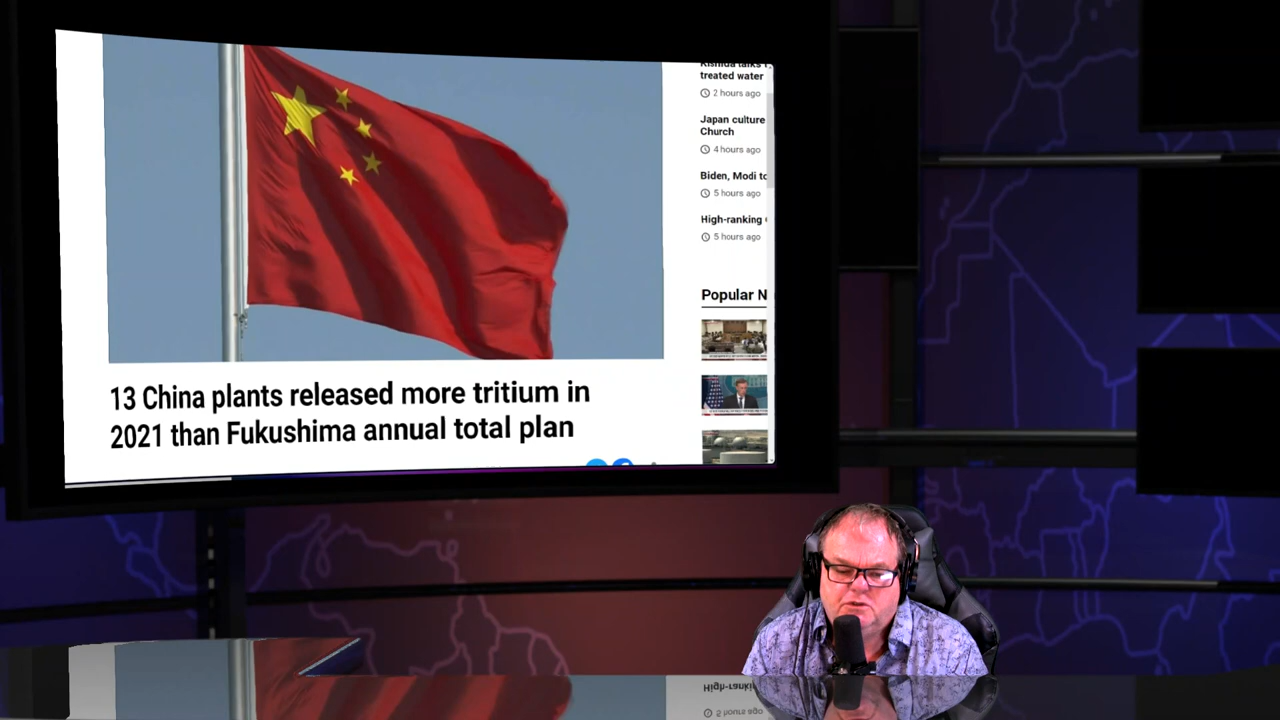 13 China plants released more tritium in
2021 than Fukushima annual total plan
treated water
2 hours ago
Japan culture
Church
4 hours ago
Biden, Modi to
5 hours ago
High-ranking
5 hours ago
Popular N